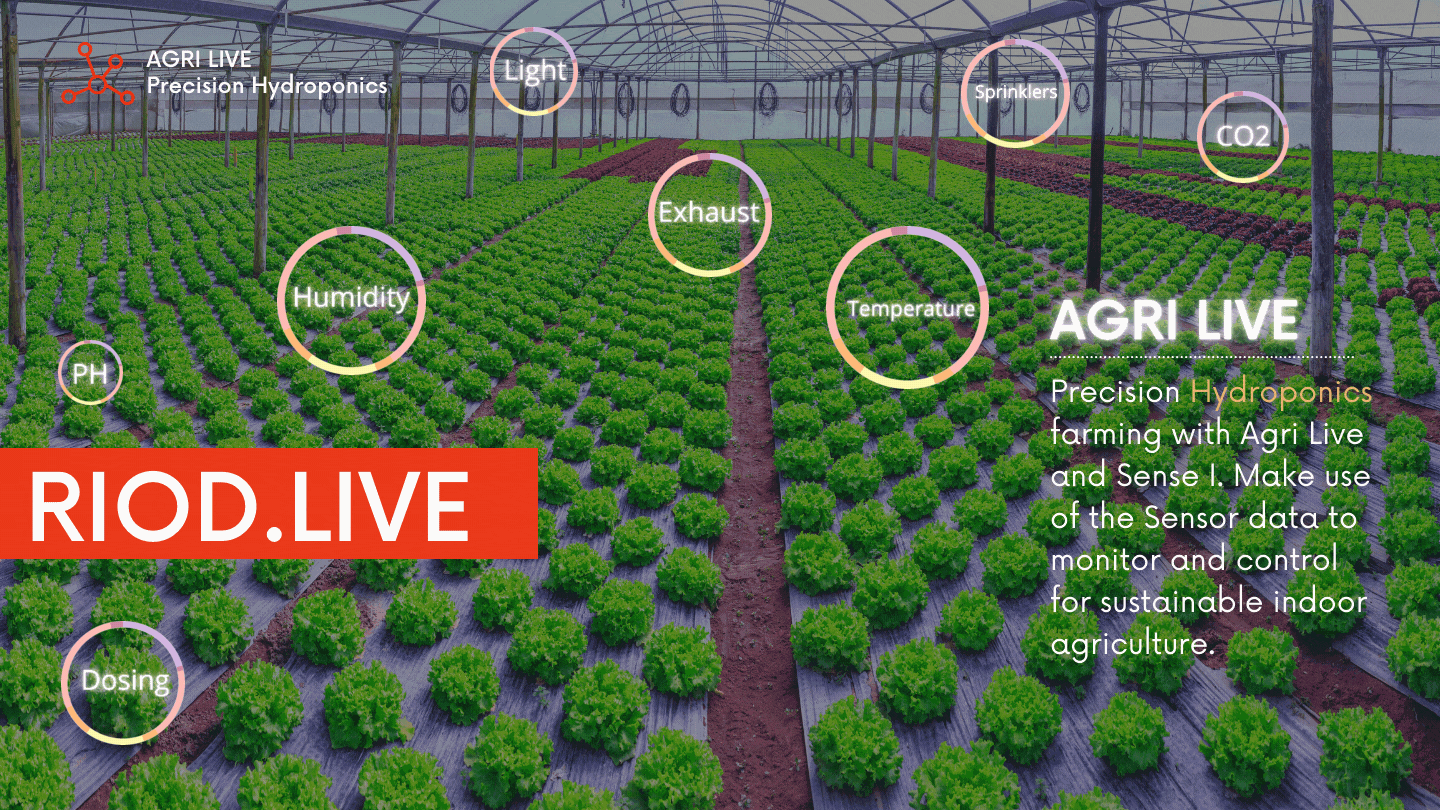 AGRI LIVE
Precision Hydroponics
Light
Sprinklers
CO2
Exhaust
Humidity
Temperature
PH
AGRI LIVE
Precision Hydroponics
farming with Agri Live
and Sense I. Make use
of the Sensor data to
monitor and control
for sustainable indoor
agriculture.
RIOD.LIVE
Dosing